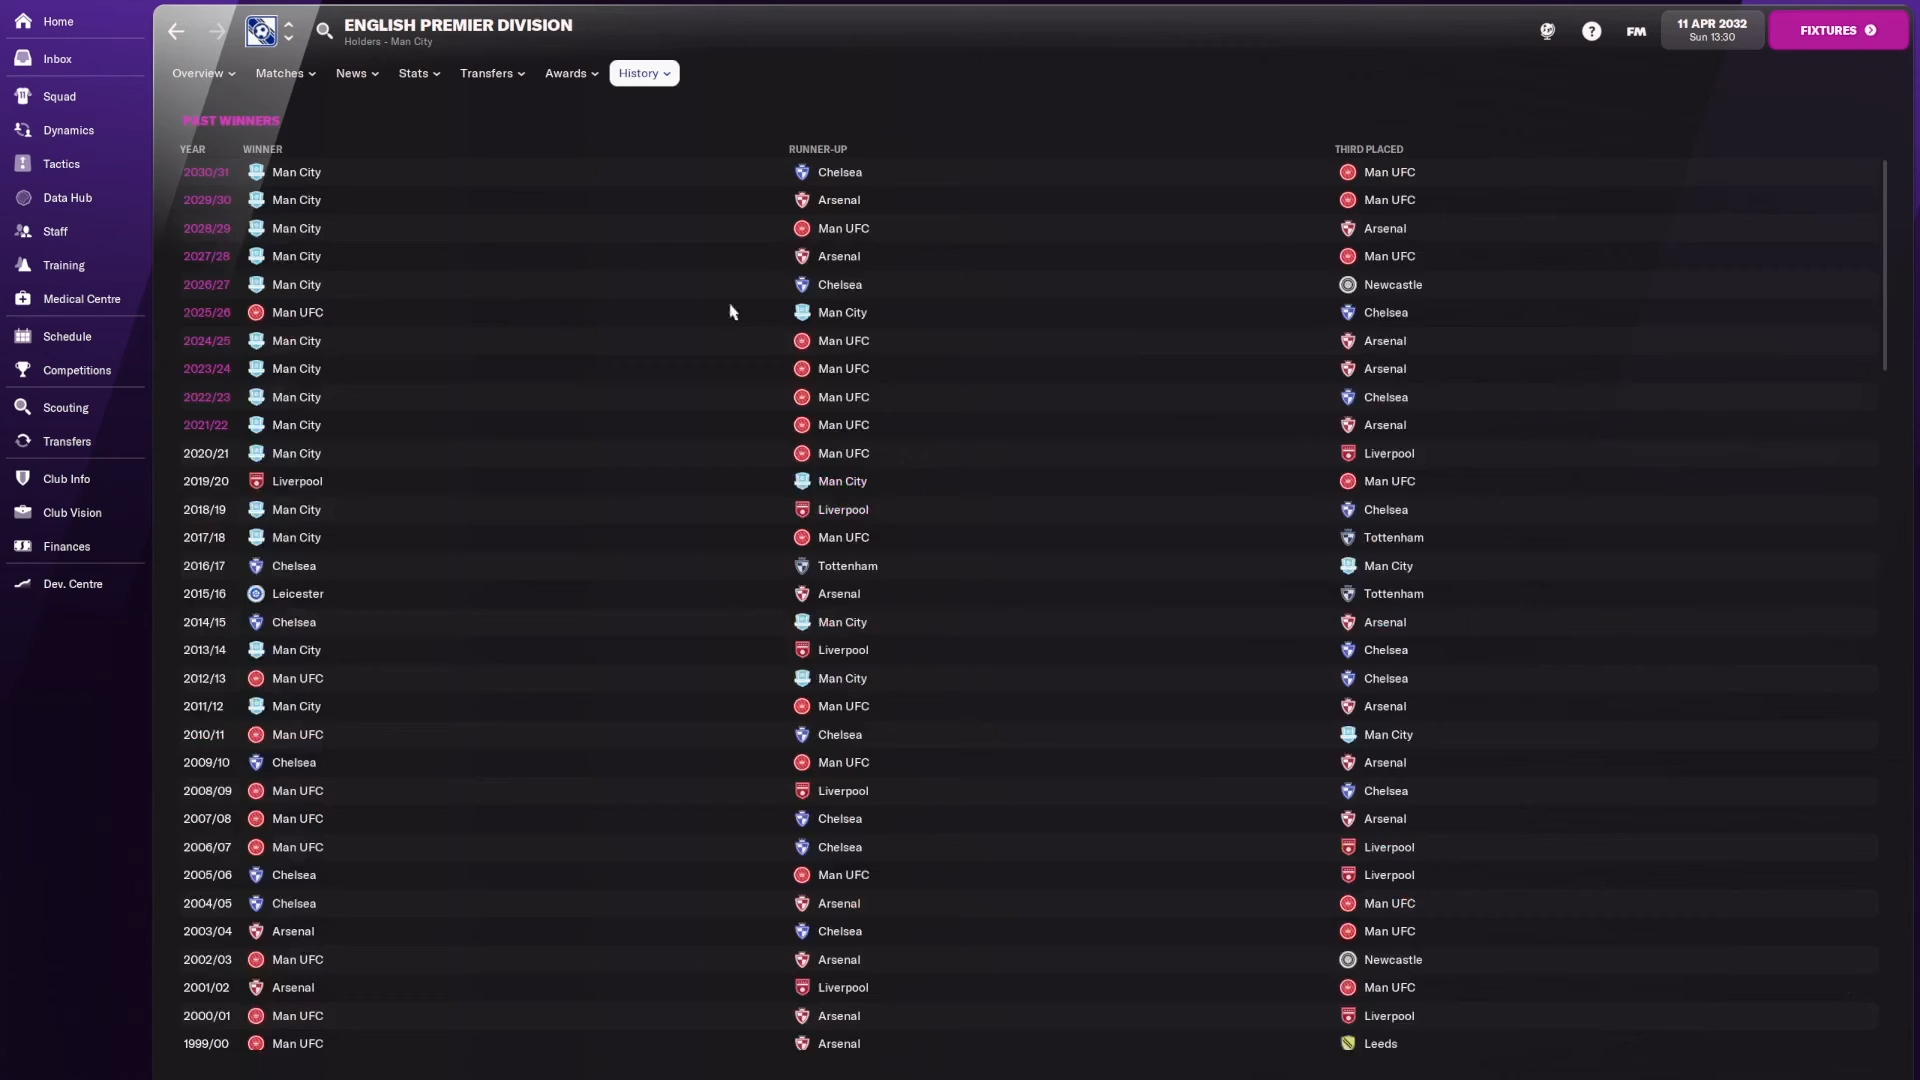 Home
Inbox
Squad
Dynamics
Tactics
Data Hub
Staff
Training
Medical Centre
Schedule
Competitions
Scouting
Transfers
Club Info
Club Vision
Finances
Dev. Centre
ENGLISH PREMIER DIVISION
Holders - Man City
FM
11 APR 2032
Sun 13:30
FIXTURES
Overview Matches News Stats Transfers Awards History
PAST WINNERS
YEAR WINNER RUNNER-UP THIRD PLACED
2030/31 Man City Chelsea Man UFC
2029/30 Man City Arsenal Man UFC
2028/29 Man City Man UFC Arsenal
2027/28 Man City Arsenal Man UFC
2026/27 Man City Chelsea Newcastle
2025/26 Man UFC Man City Chelsea
2024/25 Man City Man UFC Arsenal
2023/24 Man City Man UFC Arsenal
2022/23 Man City Man UFC Chelsea
2021/22 Man City Man UFC Arsenal
2020/21 Man City Man UFC Liverpool
2019/20 Liverpool Man City Man UFC
2018/19 Man City Liverpool Chelsea
2017/18 Man City Man UFC Tottenham
2016/17 Chelsea Tottenham Man City
2015/16 Leicester Arsenal Tottenham
2014/15 Chelsea Man City Arsenal
2013/14 Man City Liverpool Chelsea
2012/13 Man UFC Man City Chelsea
2011/12 Man City Man UFC Arsenal
2010/11 Man UFC Chelsea Man City
2009/10 Chelsea Man UFC Arsenal
2008/09 Man UFC Liverpool Chelsea
2007/08 Man UFC Chelsea Arsenal
2006/07 Man UFC Chelsea Liverpool
2005/06 Chelsea Man UFC Liverpool
2004/05 Chelsea Arsenal Man UFC
2003/04 Arsenal Chelsea Man UFC
2002/03 Man UFC Arsenal Newcastle
2001/02 Arsenal Liverpool Man UFC
2000/01 Man UFC Arsenal Liverpool
1999/00 Man UFC Arsenal Leeds